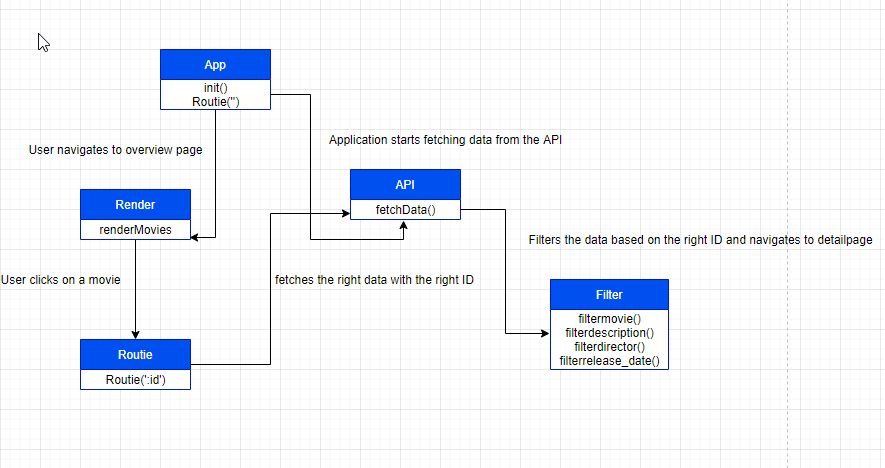 App
init()
Routie('')
Application starts fetching data from the API
User navigates to overview page
API
fetchData()
Render
renderMovies
Filters the data based on the right ID and navigates to detailpage
User clicks on a movie
fetches the right data with the right ID
Filter
filtermovie()
filterdescription()
filterdirector()
filterrelease_date()
Routie
Routie(':id')